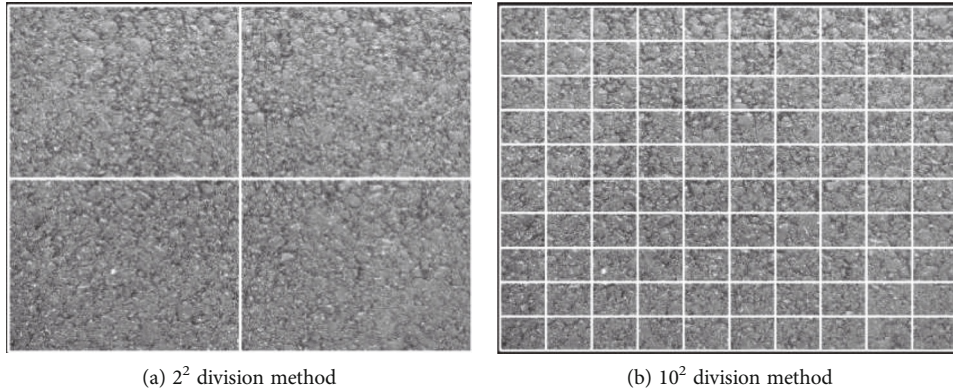 (a) 2² division method
(b) 10² division method